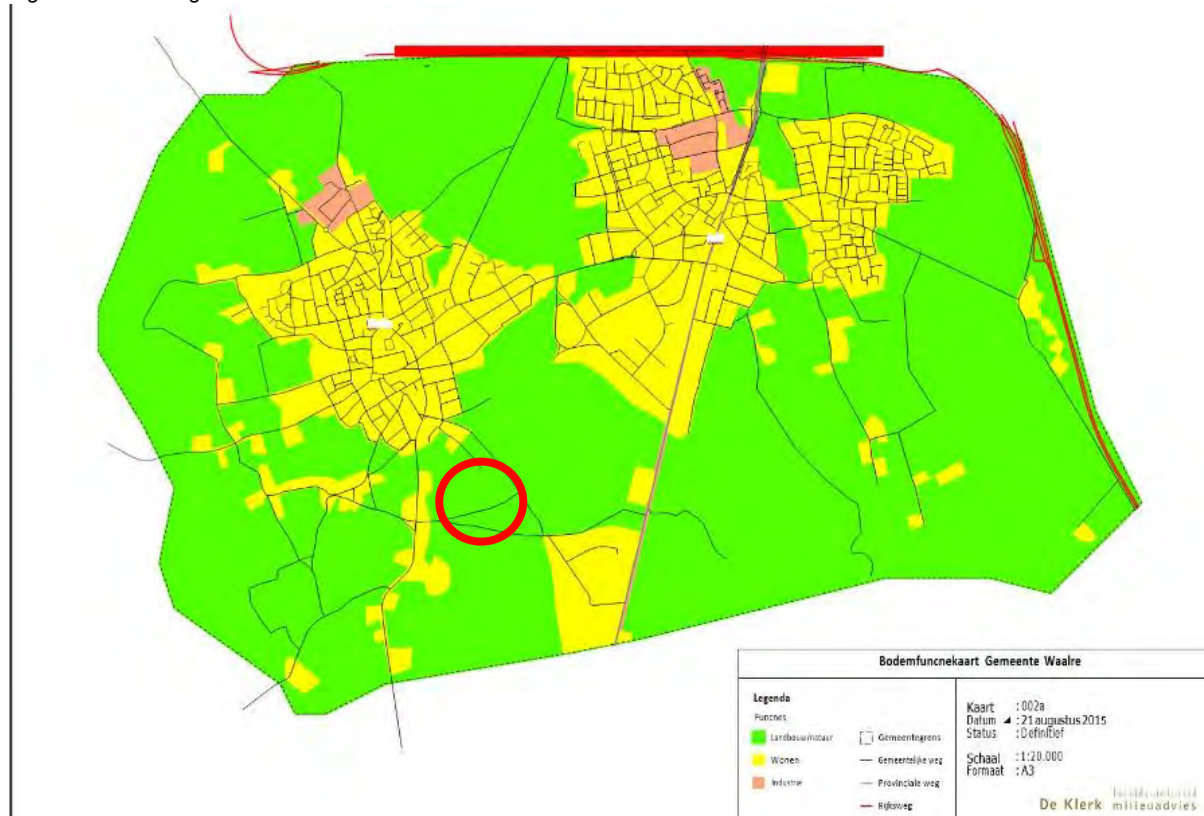 Bodemfuncnekaart Gemeente Waalre
Legenda
Funcnes
Landbouw/natuur
Wonen
Industrie
Gemeentegrens
Gemeentelijke weg
Provinciale weg
Rijksweg
Kaart : 002a
Datum : 21 augustus 2015
Status : Definitief
Schaal : 1:20.000
Formaat : A3
De Klerk milieuadvies